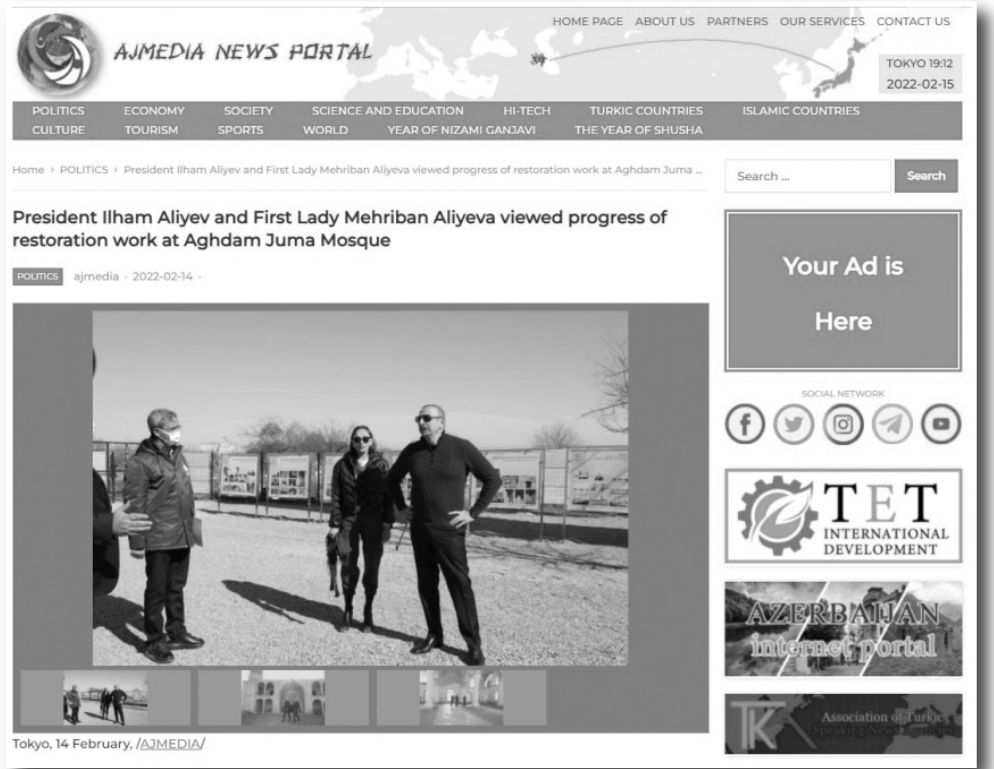 HOME PAGE ABOUT US PARTNERS OUR SERVICES CONTACT US
AJMEDIA NEWS PORTAL
TOKYO 19:12
2022-02-15
POLITICS ECONOMY SOCIETY SCIENCE AND EDUCATION HI-TECH TURKIC COUNTRIES ISLAMIC COUNTRIES
CULTURE TOURISM SPORTS WORLD YEAR OF NIZAMI GANJAVI THE YEAR OF SHUSHA
Home > POLITICS > President Ilham Aliyev and First Lady Mehriban Aliyeva viewed progress of restoration work at Aghdam Juma ...
Search ...
Search
President Ilham Aliyev and First Lady Mehriban Aliyeva viewed progress of
restoration work at Aghdam Juma Mosque
POLITICS ajmedia - 2022-02-14 -
Your Ad is
Here
SOCIAL NETWORK
TET
INTERNATIONAL
DEVELOPMENT
AZERBAIJAN
internet portal
TKA
Association of Turkic
Speaking News Agencies
Tokyo, 14 February, /AJMEDIA/